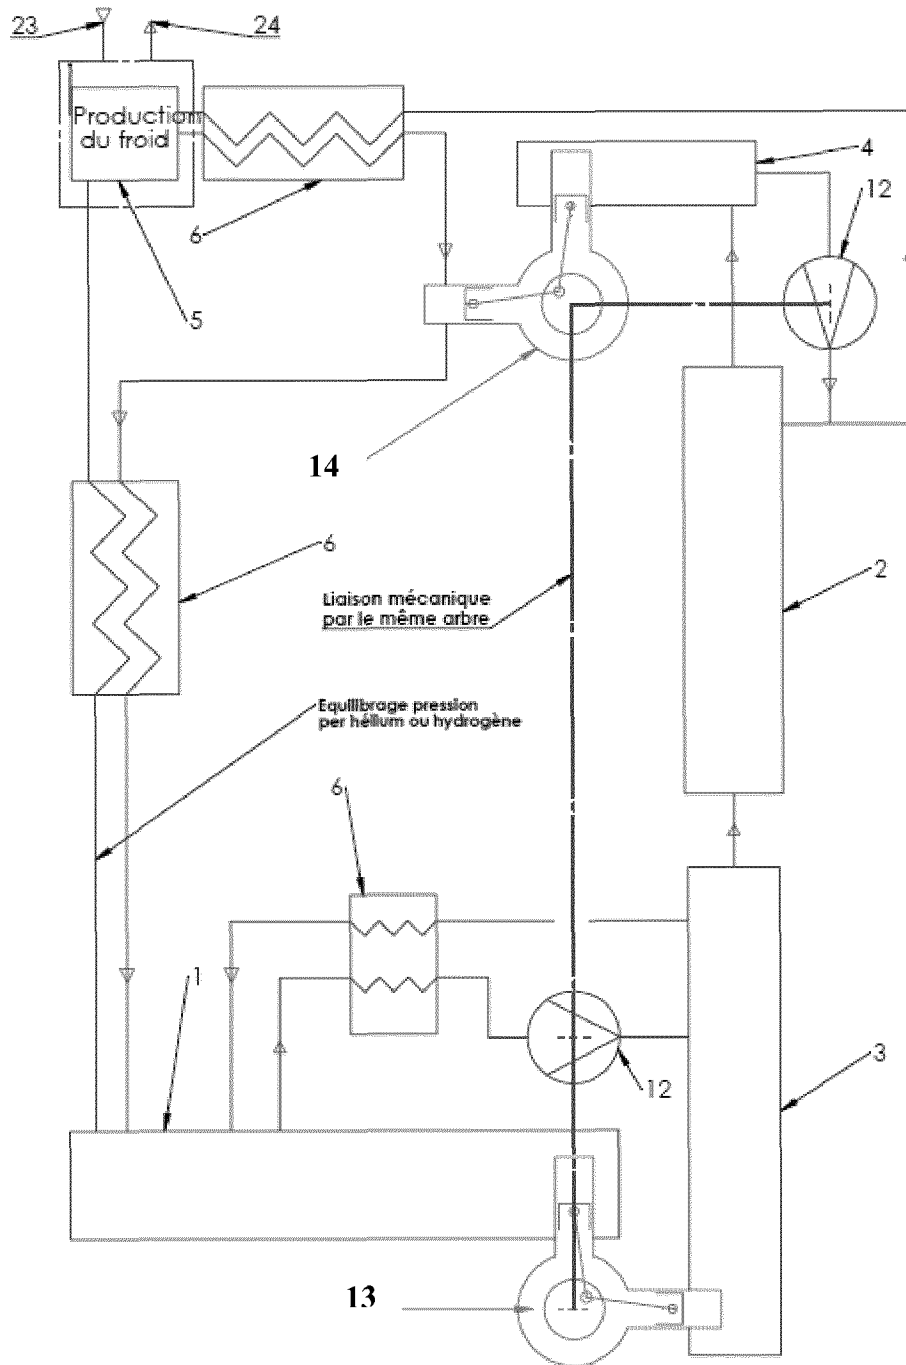 23
24
Production
du froid
4
12
6
5
14
6
2
Liaison mécanique
par le même arbre
Equilibrage pression
per hélium ou hydrogène
6
1
3
12
13